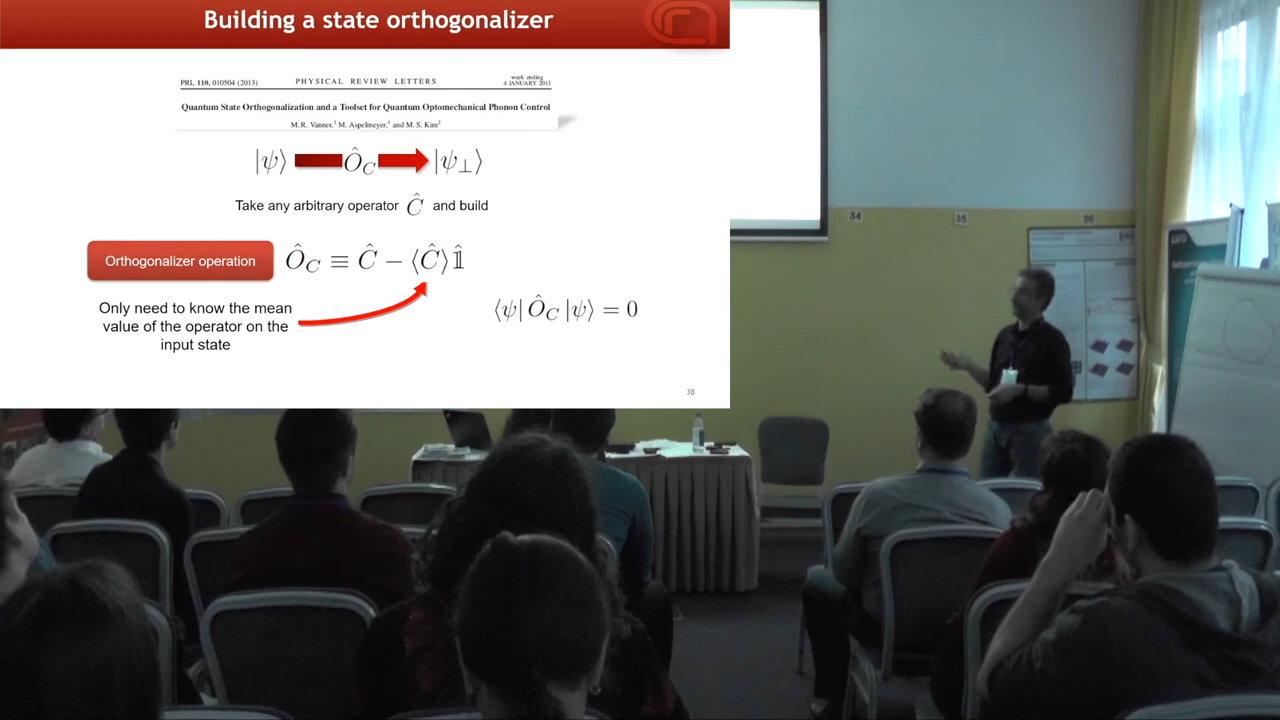 Building a state orthogonalizer
PRL 110, 010504 (2013) PHYSICAL REVIEW LETTERS week ending 4 JANUARY 2013
Quantum State Orthogonalization and a Toolset for Quantum Optomechanical Phonon Control
M. R. Vanner,¹ M. Aspelmeyer,¹ and M. S. Kim²
|ψ⟩ Ô_C |ψ⊥⟩
Take any arbitrary operator Ĉ and build
Orthogonalizer operation Ô_C ≡ Ĉ − ⟨Ĉ⟩𝟙̂
Only need to know the mean
value of the operator on the
input state
⟨ψ| Ô_C |ψ⟩ = 0
38
34
35
36